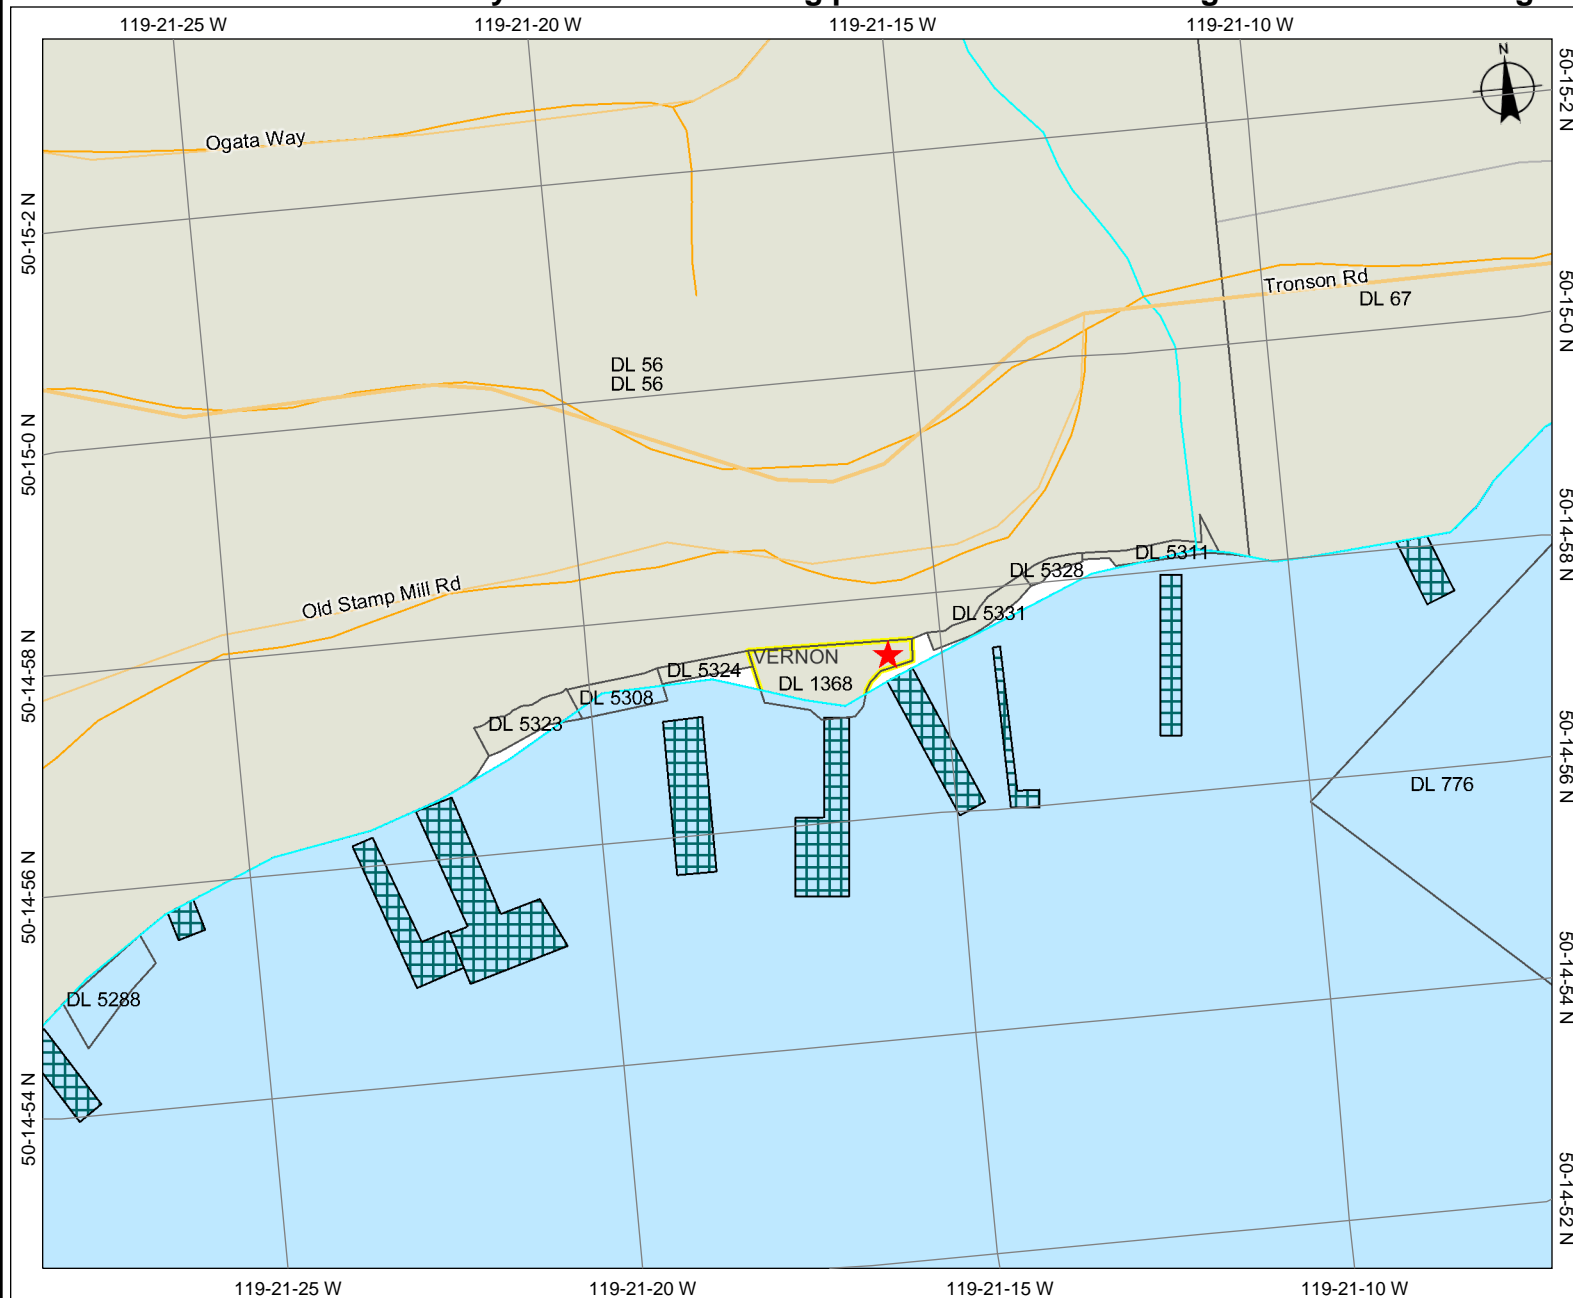 119-21-25 W
119-21-20 W
119-21-15 W
119-21-10 W
N
50-15-2 N
50-15-2 N
Ogata Way
Tronson Rd
DL 67
50-15-0 N
DL 56
DL 56
50-15-0 N
50-14-58 N
DL 5311
DL 5328
Old Stamp Mill Rd
DL 5331
50-14-58 N
VERNON
DL 5324
DL 1368
DL 5308
DL 5323
50-14-56 N
DL 776
50-14-56 N
50-14-54 N
DL 5288
50-14-54 N
50-14-52 N
119-21-25 W
119-21-20 W
119-21-15 W
119-21-10 W